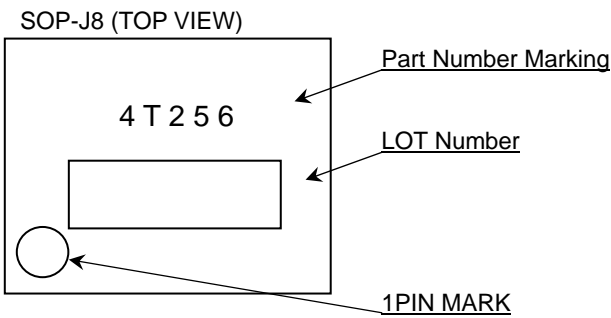 SOP-J8 (TOP VIEW)
Part Number Marking
4T256
LOT Number
1PIN MARK